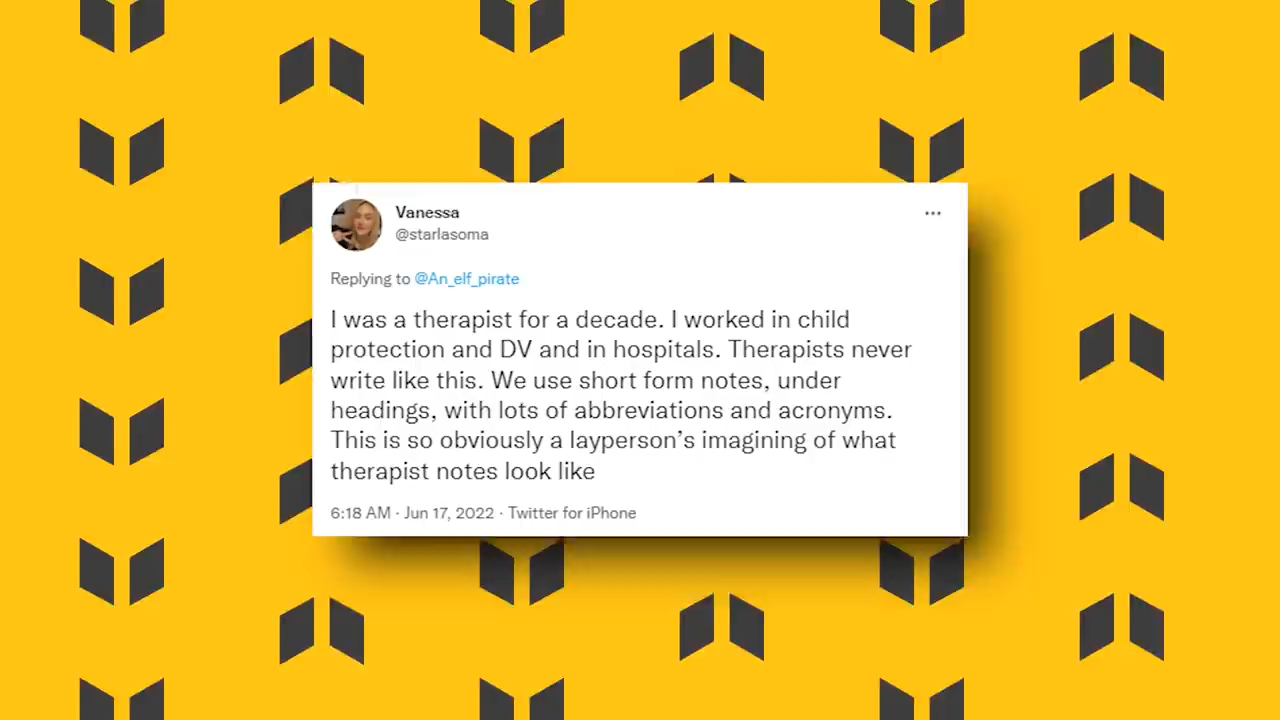 Vanessa
@starlasoma
Replying to @An_elf_pirate
I was a therapist for a decade. I worked in child
protection and DV and in hospitals. Therapists never
write like this. We use short form notes, under
headings, with lots of abbreviations and acronyms.
This is so obviously a layperson’s imagining of what
therapist notes look like
6:18 AM · Jun 17, 2022 · Twitter for iPhone